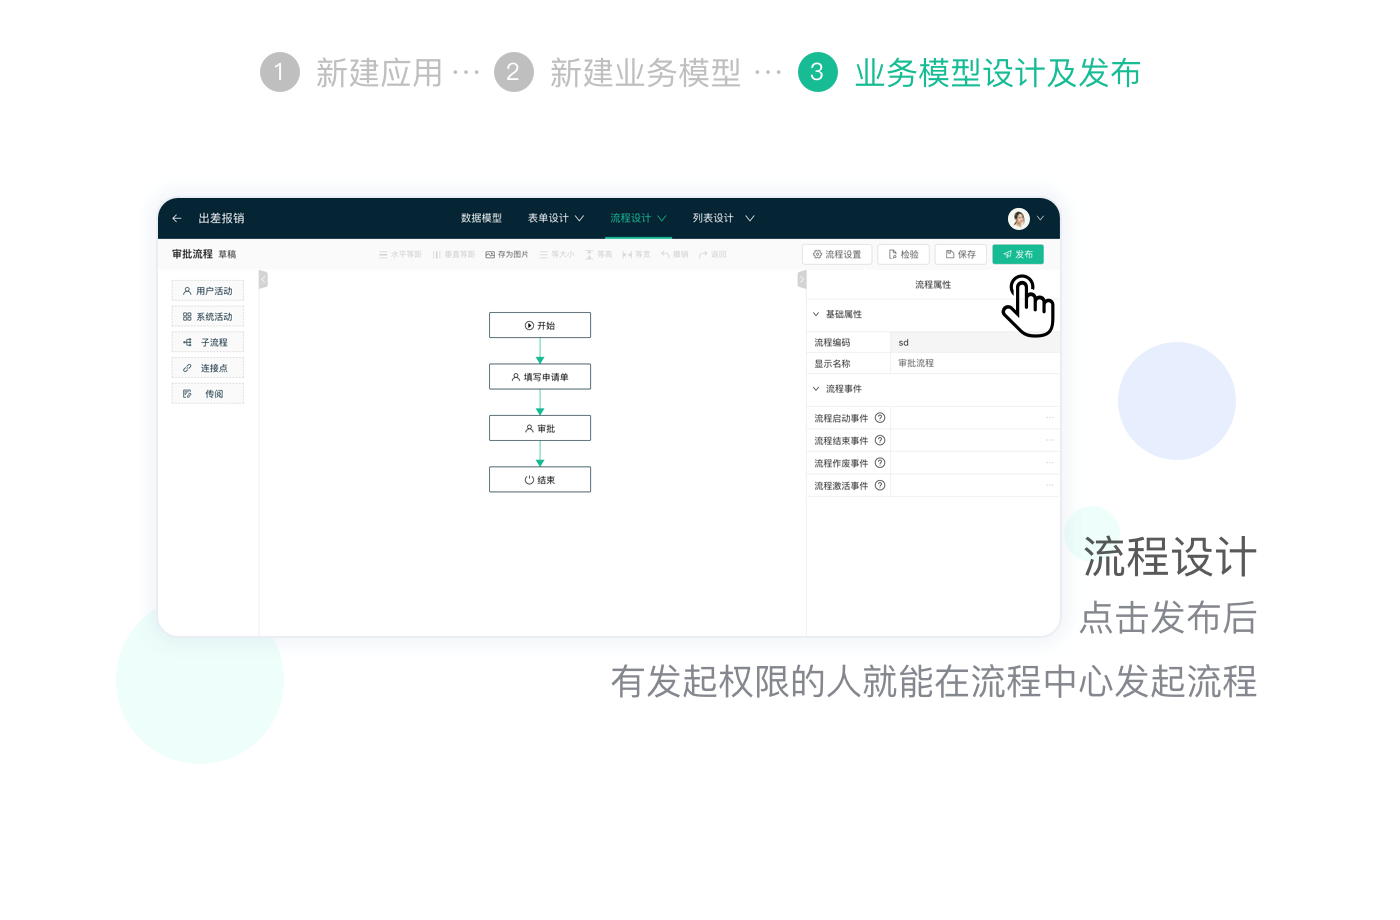 1 新建应用 ··· 2 新建业务模型 ··· 3 业务模型设计及发布
出差报销 数据模型 表单设计 流程设计 列表设计
审批流程 草稿 水平等距 垂直等距 存为图片 等大小 等高 等宽 撤销 返回 流程设置 检验 保存 发布
用户活动
系统活动
子流程
连接点
传阅
开始
填写申请单
审批
结束
流程属性
基础属性
流程编码 sd
显示名称 审批流程
流程事件
流程启动事件 ···
流程结束事件 ···
流程作废事件 ···
流程激活事件 ···
流程设计
点击发布后
有发起权限的人就能在流程中心发起流程